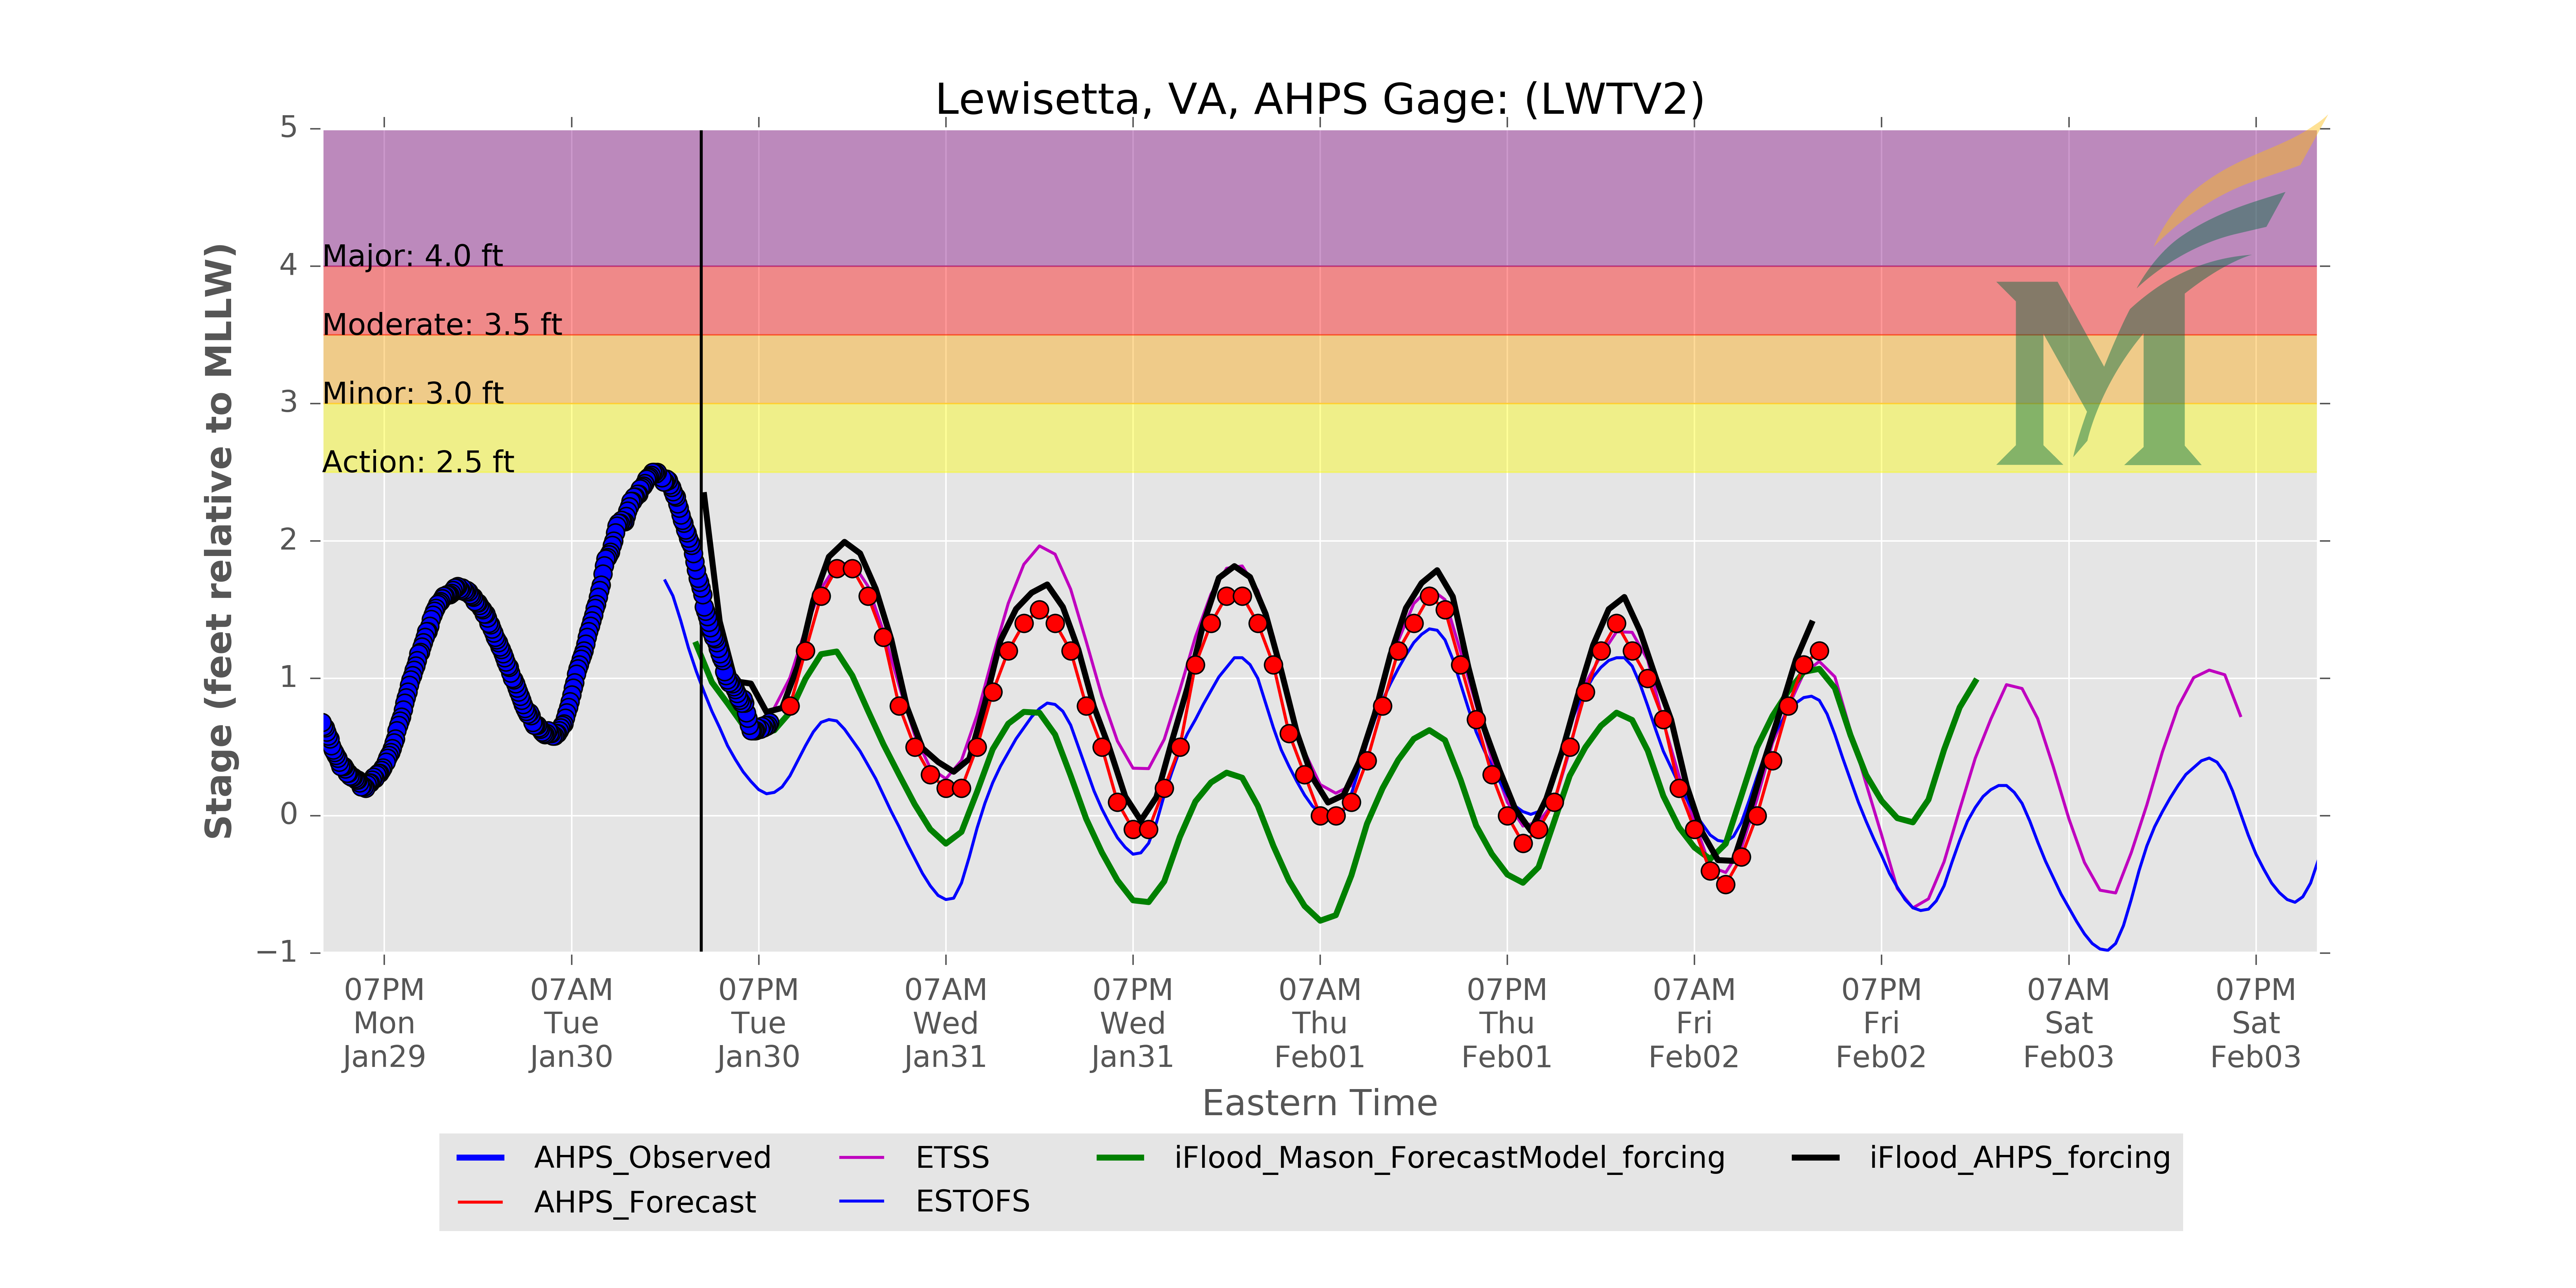 Lewisetta, VA, AHPS Gage: (LWTV2)
Stage (feet relative to MLLW)
5
4
3
2
1
0
−1
Major: 4.0 ft
Moderate: 3.5 ft
Minor: 3.0 ft
Action: 2.5 ft
07PM 07AM 07PM 07AM 07PM 07AM 07PM 07AM 07PM 07AM 07PM
Mon Tue Tue Wed Wed Thu Thu Fri Fri Sat Sat
Jan29 Jan30 Jan30 Jan31 Jan31 Feb01 Feb01 Feb02 Feb02 Feb03 Feb03
Eastern Time
AHPS_Observed ETSS iFlood_Mason_ForecastModel_forcing iFlood_AHPS_forcing
AHPS_Forecast ESTOFS